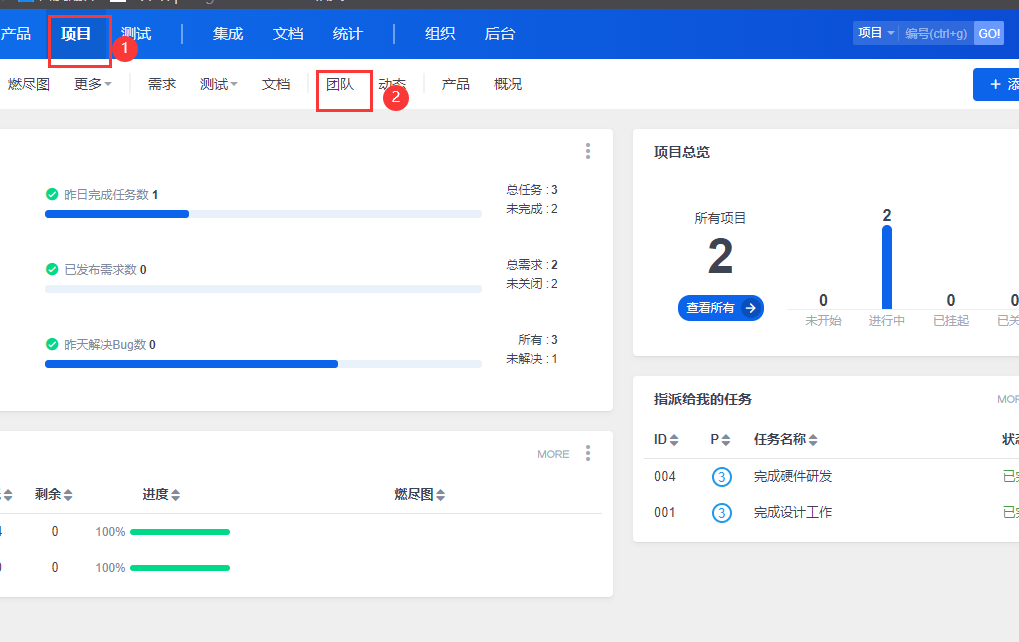 产品 项目 测试 集成 文档 统计 组织 后台 项目 编号(ctrl+g) GO!
1
燃尽图 更多 需求 测试 文档 团队 动态 产品 概况 + 添
2
昨日完成任务数 1
总任务 : 3
未完成 : 2
已发布需求数 0
总需求 : 2
未关闭 : 2
昨天解决Bug数 0
所有 : 3
未解决 : 1
项目总览
所有项目
2
查看所有
0 2 0 0
未开始 进行中 已挂起 已关
MORE
剩余 进度 燃尽图
0 100%
0 100%
指派给我的任务 MOR
ID P 任务名称 状态
004 3 完成硬件研发 已完
001 3 完成设计工作 已完